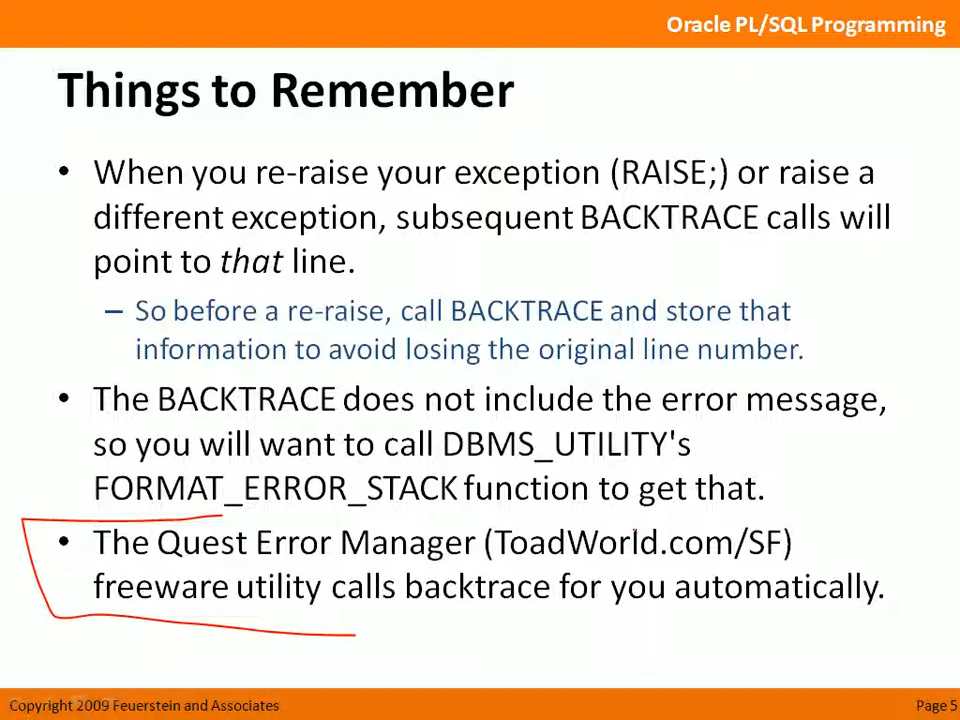 Oracle PL/SQL Programming
Things to Remember
• When you re-raise your exception (RAISE;) or raise a
different exception, subsequent BACKTRACE calls will
point to that line.
– So before a re-raise, call BACKTRACE and store that
information to avoid losing the original line number.
• The BACKTRACE does not include the error message,
so you will want to call DBMS_UTILITY's
FORMAT_ERROR_STACK function to get that.
• The Quest Error Manager (ToadWorld.com/SF)
freeware utility calls backtrace for you automatically.
Copyright 2009 Feuerstein and Associates
Page 5